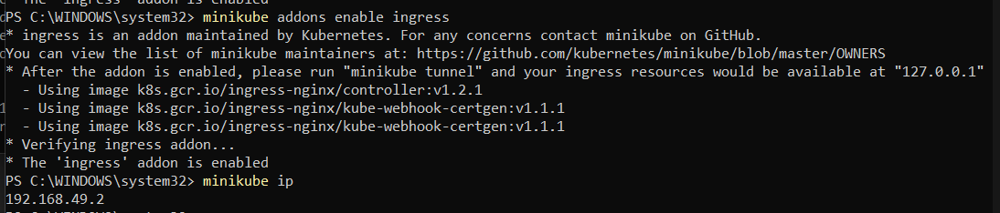 The 'ingress' addon is enabled
PS C:\WINDOWS\system32> minikube addons enable ingress
* ingress is an addon maintained by Kubernetes. For any concerns contact minikube on GitHub.
You can view the list of minikube maintainers at: https://github.com/kubernetes/minikube/blob/master/OWNERS
* After the addon is enabled, please run "minikube tunnel" and your ingress resources would be available at "127.0.0.1"
  - Using image k8s.gcr.io/ingress-nginx/controller:v1.2.1
  - Using image k8s.gcr.io/ingress-nginx/kube-webhook-certgen:v1.1.1
  - Using image k8s.gcr.io/ingress-nginx/kube-webhook-certgen:v1.1.1
* Verifying ingress addon...
* The 'ingress' addon is enabled
PS C:\WINDOWS\system32> minikube ip
192.168.49.2